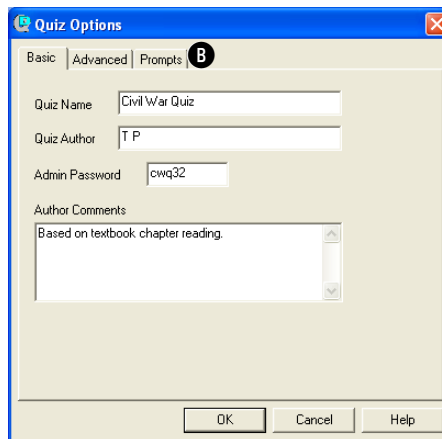 Quiz Options
Basic Advanced Prompts B
Quiz Name Civil War Quiz
Quiz Author T P
Admin Password cwq32
Author Comments
Based on textbook chapter reading.
OK Cancel Help